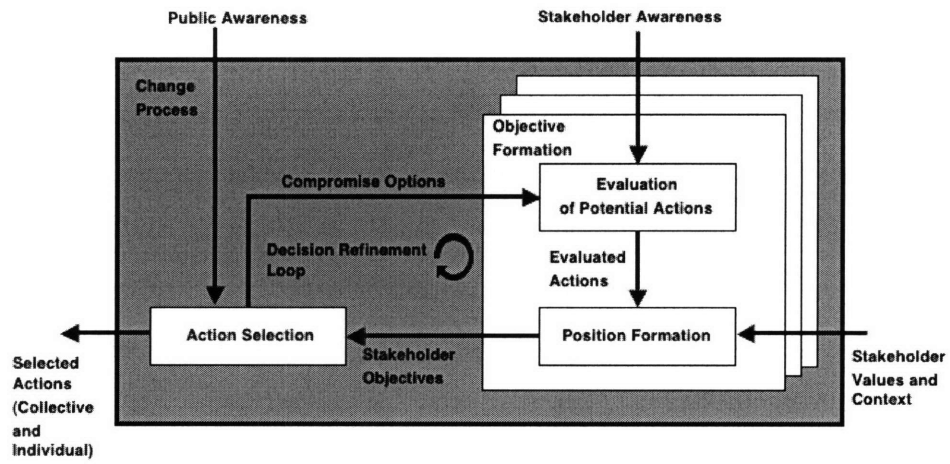 Public Awareness
Stakeholder Awareness
Change
Process
Objective
Formation
Compromise Options
Evaluation
of Potential Actions
Decision Refinement
Loop
Evaluated
Actions
Action Selection
Position Formation
Stakeholder
Objectives
Selected
Actions
(Collective
and
Individual)
Stakeholder
Values and
Context